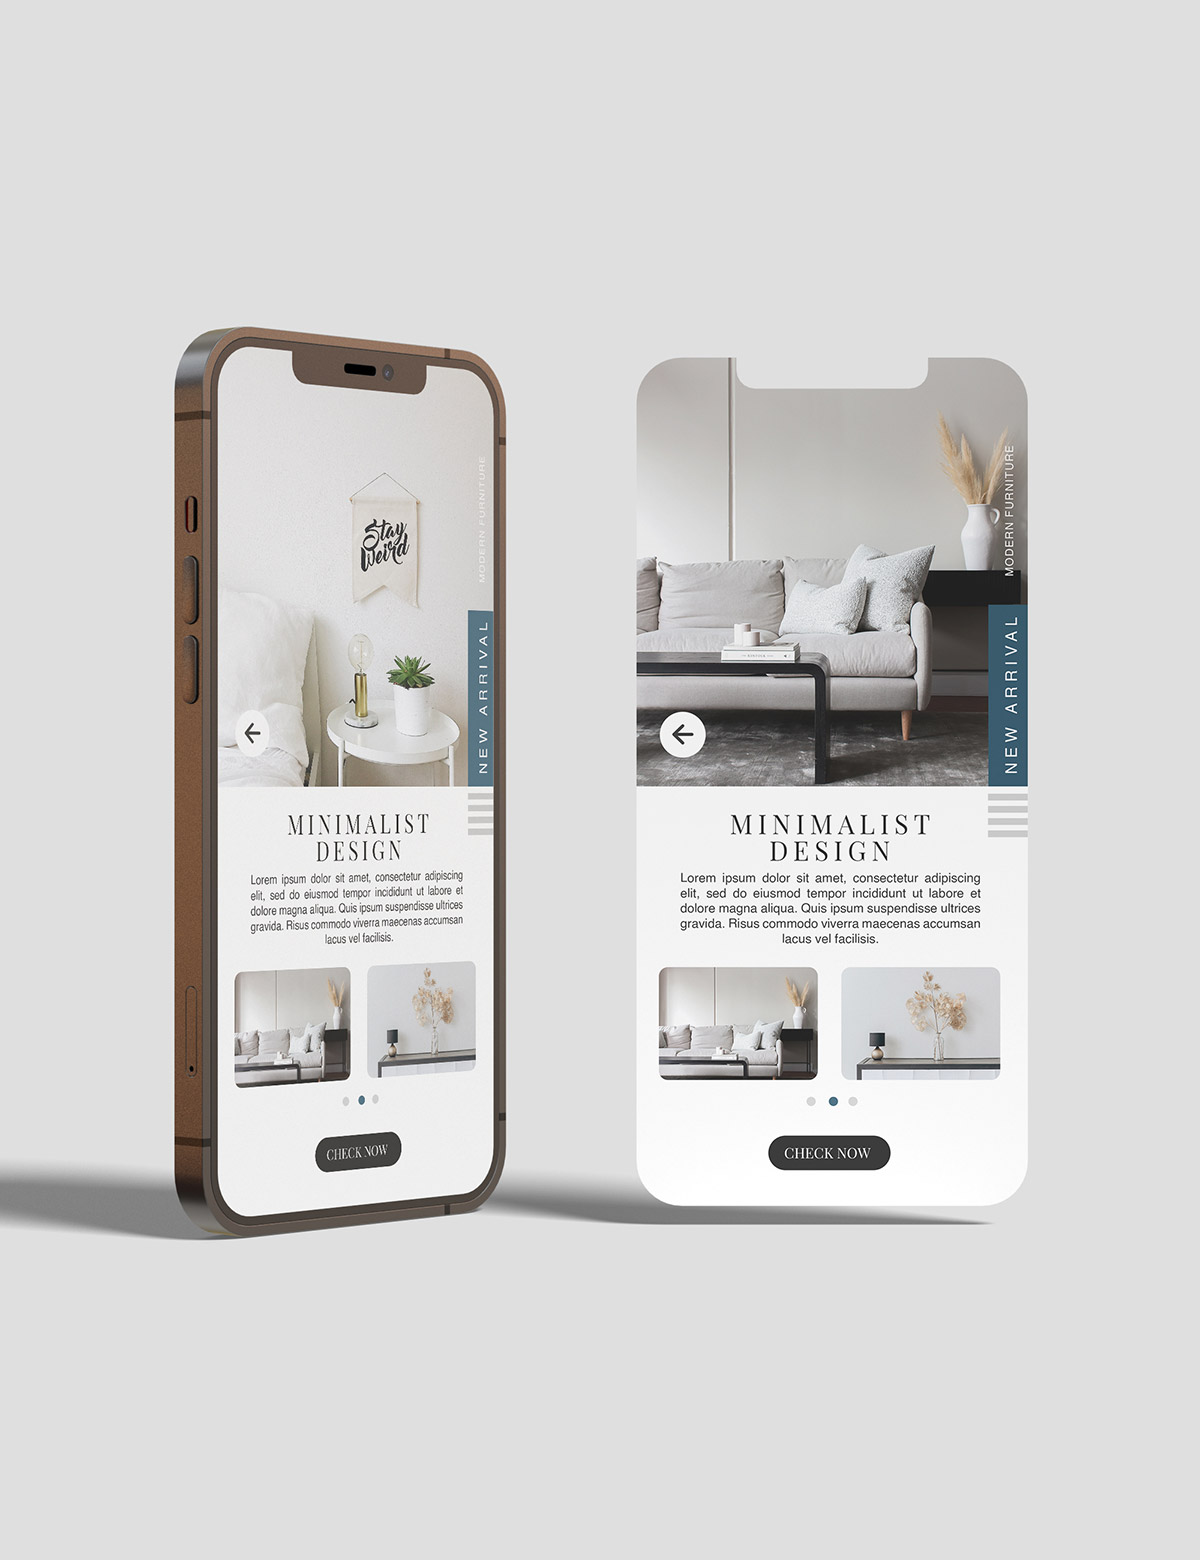 Stay
Weird
MODERN FURNITURE
NEW ARRIVAL
MINIMALIST
DESIGN
Lorem ipsum dolor sit amet, consectetur adipiscing
elit, sed do eiusmod tempor incididunt ut labore et
dolore magna aliqua. Quis ipsum suspendisse ultrices
gravida. Risus commodo viverra maecenas accumsan
lacus vel facilisis.
CHECK NOW
MODERN FURNITURE
NEW ARRIVAL
MINIMALIST
DESIGN
Lorem ipsum dolor sit amet, consectetur adipiscing
elit, sed do eiusmod tempor incididunt ut labore et
dolore magna aliqua. Quis ipsum suspendisse ultrices
gravida. Risus commodo viverra maecenas accumsan
lacus vel facilisis.
CHECK NOW